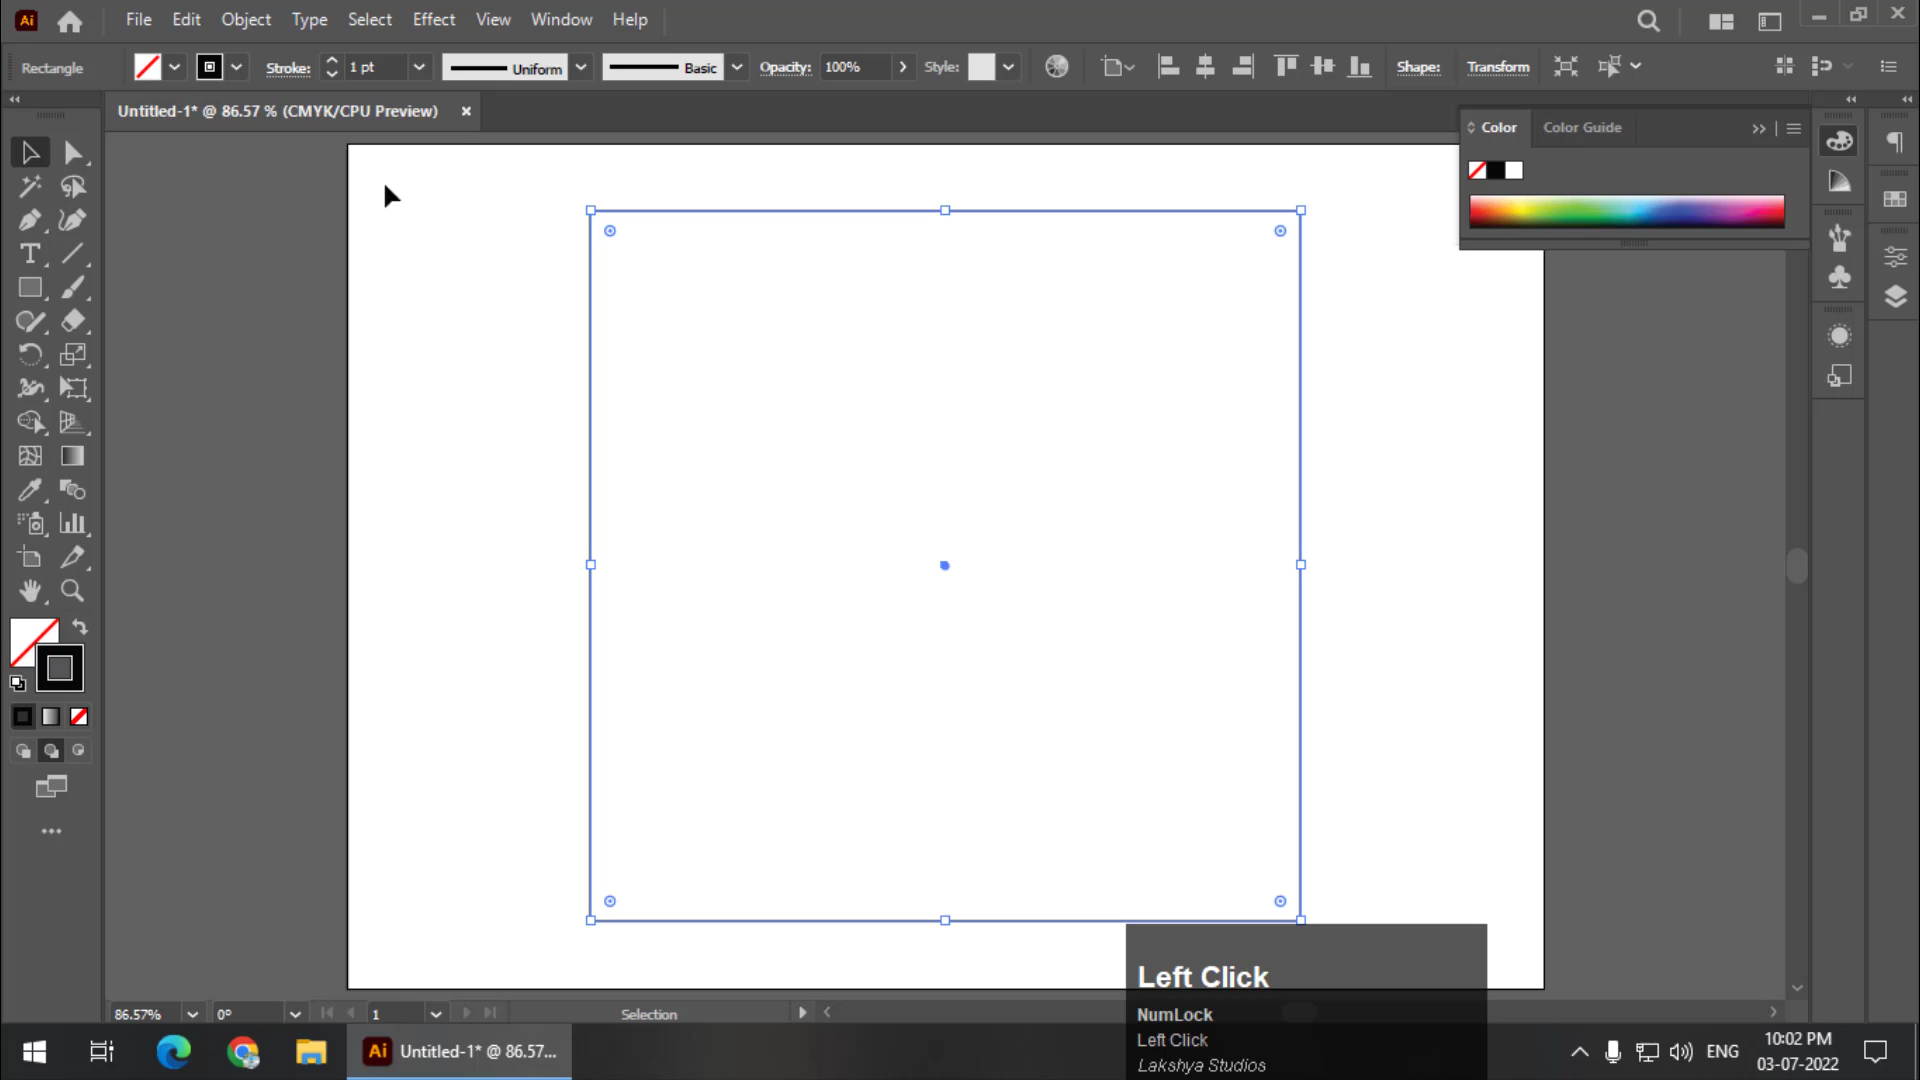 Ai File Edit Object Type Select Effect View Window Help
Rectangle Stroke: 1 pt Uniform Basic Opacity: 100% Style: Shape: Transform
Untitled-1* @ 86.57 % (CMYK/CPU Preview) ×
Color Color Guide
86.57% 0° 1 Selection
Left Click
NumLock
Left Click
Lakshya Studios
Ai Untitled-1* @ 86.57...
ENG
10:02 PM
03-07-2022